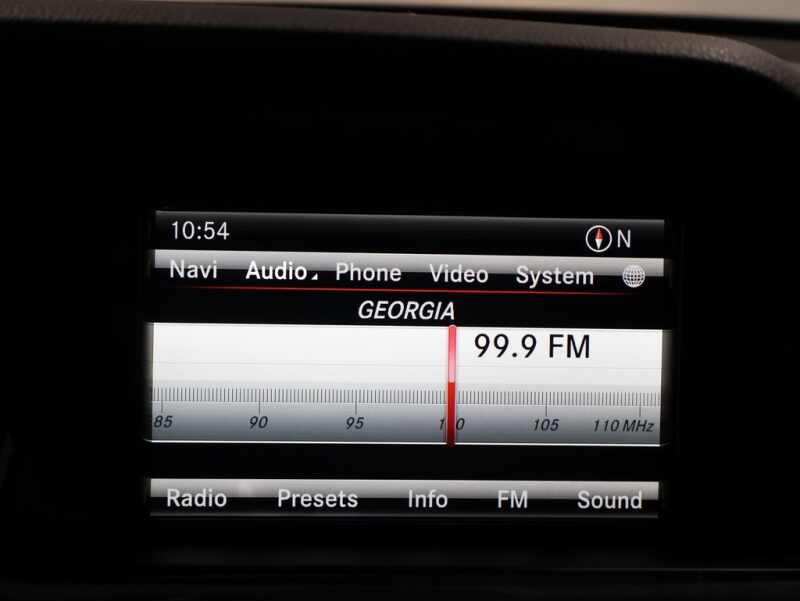 10:54 N
Navi Audio Phone Video System
GEORGIA
99.9 FM
85 90 95 100 105 110 MHz
Radio Presets Info FM Sound